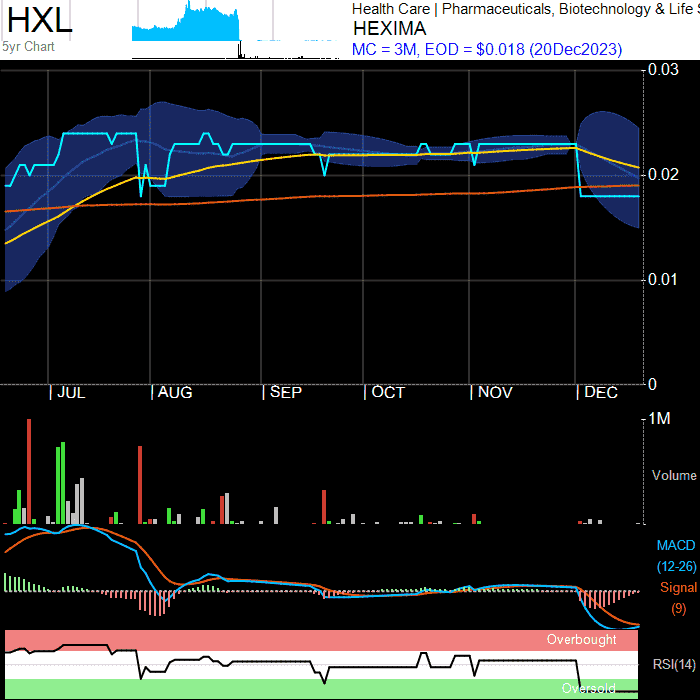 HXL
5yr Chart
Health Care | Pharmaceuticals, Biotechnology & Life S
HEXIMA
MC = 3M, EOD = $0.018 (20Dec2023)
0.03
0.02
0.01
0
JUL AUG SEP OCT NOV DEC
1M
Volume
MACD
(12-26)
Signal
(9)
Overbought
RSI(14)
Oversold